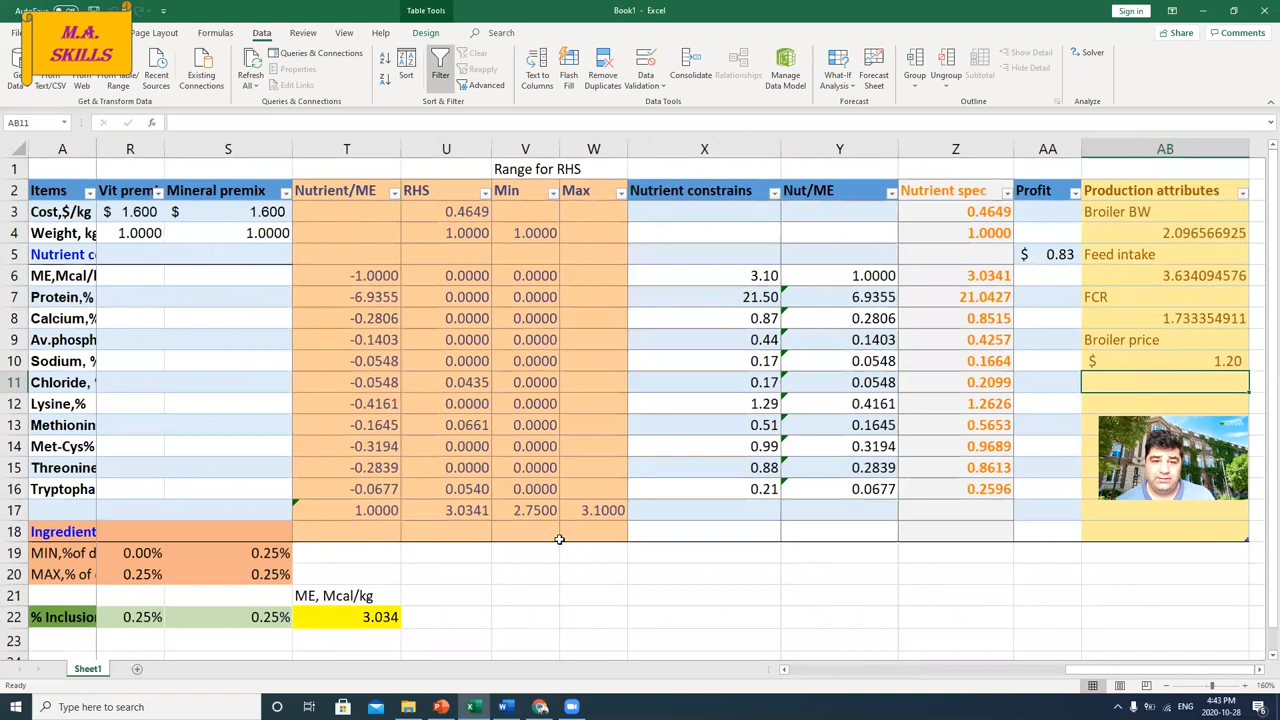 AutoSave
Table Tools
Book1 - Excel
Sign in
M.A.
SKILLS
Page Layout Formulas Data Review View Help Design Search
Share Comments
From Text/CSV From Web From Table/ Range Recent Sources Existing Connections
Refresh All Queries & Connections Properties Edit Links
Sort Filter Clear Reapply Advanced
Text to Columns Flash Fill Remove Duplicates Data Validation Consolidate Relationships Manage Data Model
What-If Analysis Forecast Sheet Group Ungroup Subtotal Show Detail Hide Detail Solver
Get & Transform Data Queries & Connections Sort & Filter Data Tools Forecast Outline Analyze
AB11 fx
A R S T U V W X Y Z AA AB
1 Range for RHS
2 Items Vit prem Mineral premix Nutrient/ME RHS Min Max Nutrient constrains Nut/ME Nutrient spec Profit Production attributes
3 Cost,$/kg $ 1.600 $ 1.600 0.4649 0.4649 Broiler BW
4 Weight, kg 1.0000 1.0000 1.0000 1.0000 1.0000 2.096566925
5 Nutrient c $ 0.83 Feed intake
6 ME,Mcal/ -1.0000 0.0000 0.0000 3.10 1.0000 3.0341 3.634094576
7 Protein,% -6.9355 0.0000 0.0000 21.50 6.9355 21.0427 FCR
8 Calcium,% -0.2806 0.0000 0.0000 0.87 0.2806 0.8515 1.733354911
9 Av.phosph -0.1403 0.0000 0.0000 0.44 0.1403 0.4257 Broiler price
10 Sodium, % -0.0548 0.0000 0.0000 0.17 0.0548 0.1664 $ 1.20
11 Chloride, -0.0548 0.0435 0.0000 0.17 0.0548 0.2099
12 Lysine,% -0.4161 0.0000 0.0000 1.29 0.4161 1.2626
13 Methionin -0.1645 0.0661 0.0000 0.51 0.1645 0.5653
14 Met-Cys% -0.3194 0.0000 0.0000 0.99 0.3194 0.9689
15 Threonine -0.2839 0.0000 0.0000 0.88 0.2839 0.8613
16 Tryptopha -0.0677 0.0540 0.0000 0.21 0.0677 0.2596
17 1.0000 3.0341 2.7500 3.1000
18 Ingredient
19 MIN,%of d 0.00% 0.25%
20 MAX,% of 0.25% 0.25%
21 ME, Mcal/kg
22 % Inclusion 0.25% 0.25% 3.034
23
Sheet1
Ready 160%
Type here to search
ENG 4:43 PM
2020-10-28